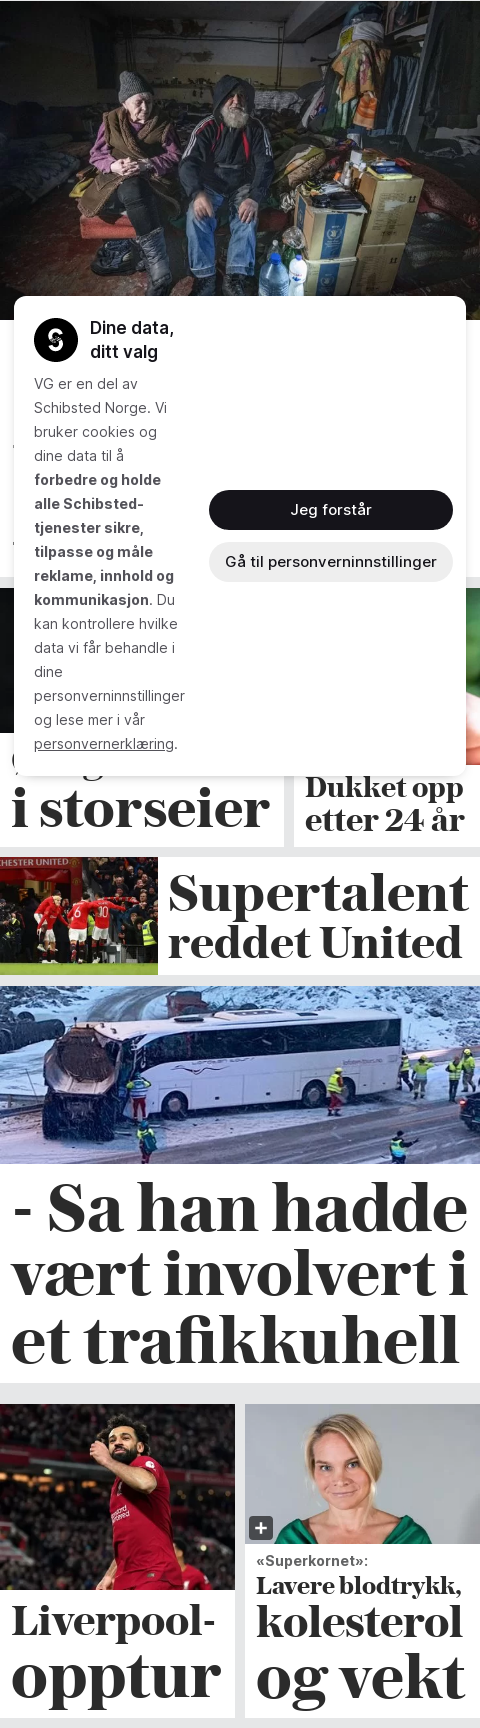 Dine data,
ditt valg
VG er en del av
Schibsted Norge. Vi
bruker cookies og
dine data til å
forbedre og holde
alle Schibsted-
tjenester sikre,
tilpasse og måle
reklame, innhold og
kommunikasjon. Du
kan kontrollere hvilke
data vi får behandle i
dine
personverninnstillinger
og lese mer i vår
personvernerklæring.
Jeg forstår
Gå til personverninnstillinger
i storseier
Dukket opp
etter 24 år
CHESTER UNITED
6
10
Supertalent
reddet United
- Sa han hadde
vært involvert i
et trafikkuhell
Liverpool-
opptur
«Superkornet»:
Lavere blodtrykk,
kolesterol
og vekt